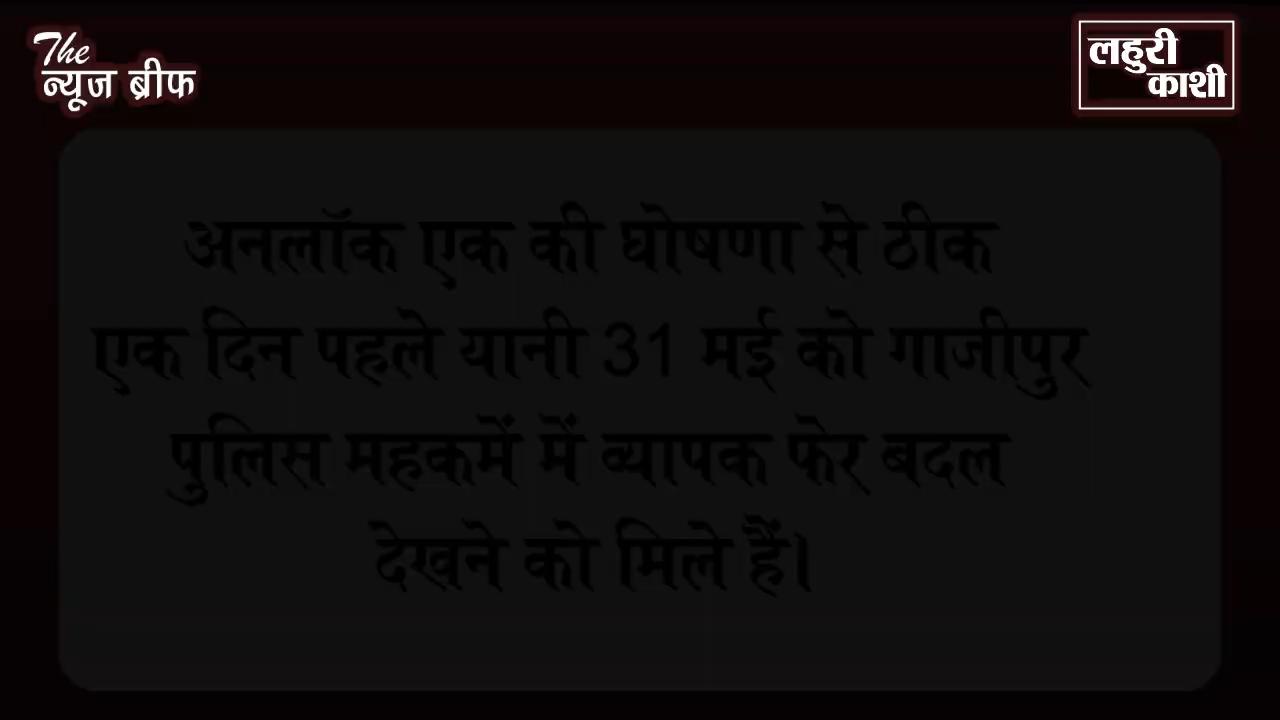 The
न्यूज ब्रीफ
लहुरी
काशी
अनलॉक एक की घोषणा से ठीक
एक दिन पहले यानी 31 मई को गाजीपुर
पुलिस महकमें में व्यापक फेर बदल
देखने को मिले हैं।